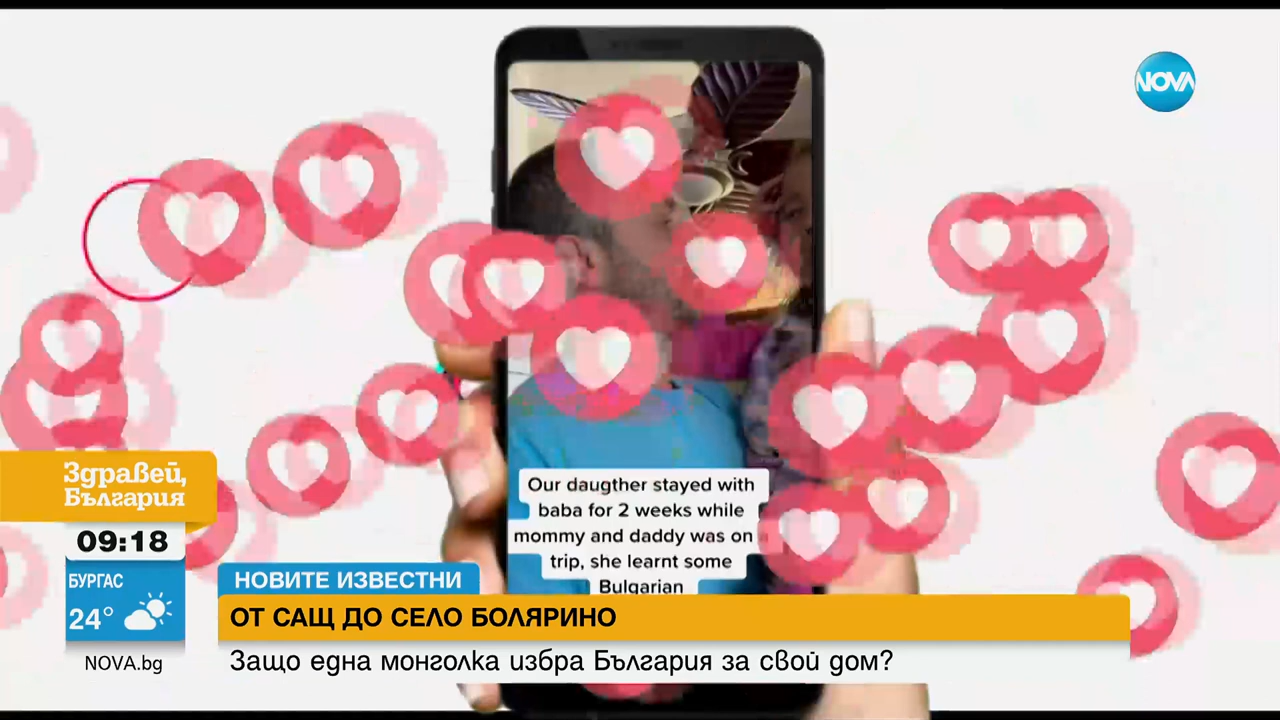 NOVA
Our daugther stayed with
baba for 2 weeks while
mommy and daddy was on
trip, she learnt some
Bulgarian
Здравей,
България
09:18
БУРГАС
24°
NOVA.bg
НОВИТЕ ИЗВЕСТНИ
ОТ САЩ ДО СЕЛО БОЛЯРИНО
Защо една монголка избра България за свой дом?